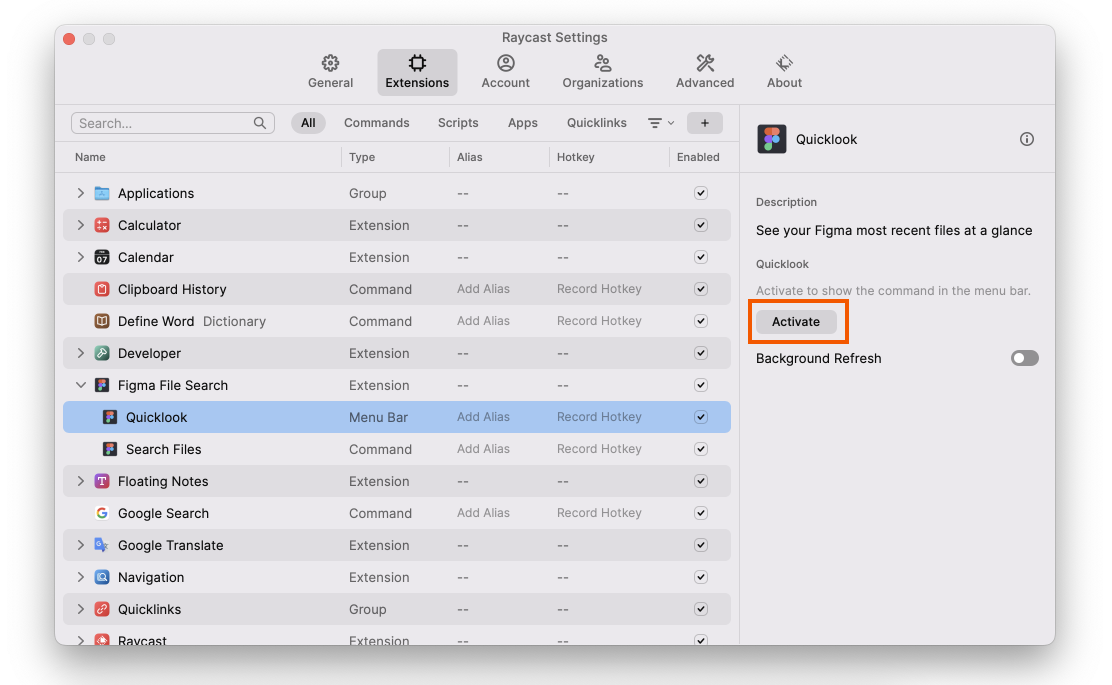 Raycast Settings
General Extensions Account Organizations Advanced About
Search... All Commands Scripts Apps Quicklinks +
Name Type Alias Hotkey Enabled
Applications Group -- --
Calculator Extension -- --
Calendar Extension -- --
Clipboard History Command Add Alias Record Hotkey
Define Word Dictionary Command Add Alias Record Hotkey
Developer Extension -- --
Figma File Search Extension -- --
Quicklook Menu Bar Add Alias Record Hotkey
Search Files Command Add Alias Record Hotkey
Floating Notes Extension -- --
Google Search Command Add Alias Record Hotkey
Google Translate Extension -- --
Navigation Extension -- --
Quicklinks Group -- --
Raycast Extension -- --
Quicklook
Description
See your Figma most recent files at a glance
Quicklook
Activate to show the command in the menu bar.
Activate
Background Refresh